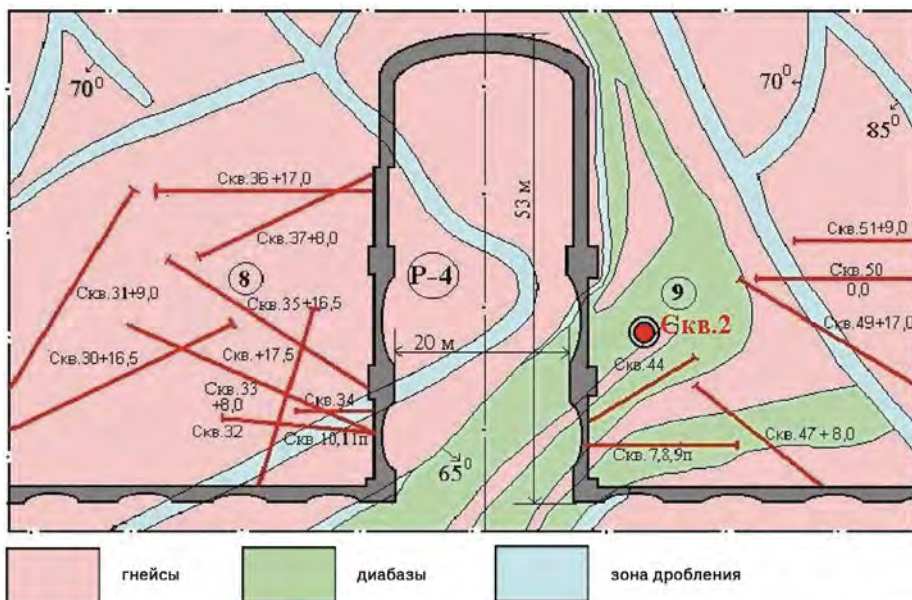 70⁰
70⁰
85⁰
Скв.36 +17,0
53 м
Скв.37+8,0
Скв.51+9,0
8
Р-4
9
Скв.50
0,0
Скв.31+9,0
Скв.35+16,5
Скв.2
Скв.49+17,0
Скв.30+16,5
Скв.+17,5
20 м
Скв.44
Скв.33
+8,0
Скв.34
Скв.32
Скв.10,11п
Скв.47+8,0
Скв.7,8,9п
65⁰
гнейсы
диабазы
зона дробления